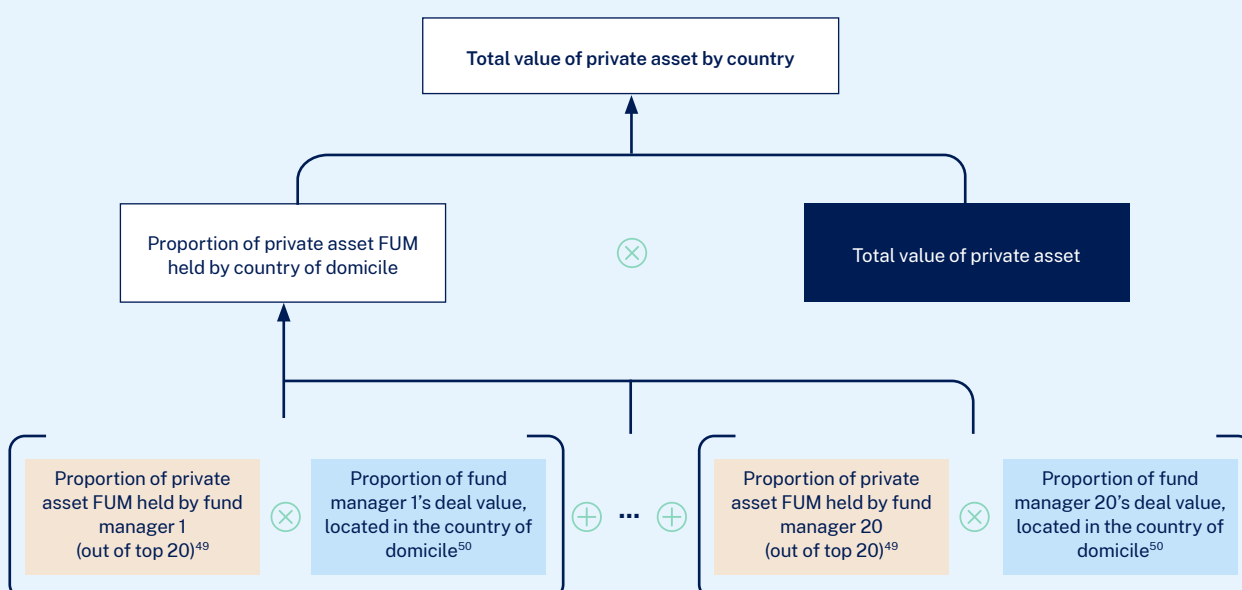 Total value of private asset by country
Proportion of private asset FUM
held by country of domicile
Total value of private asset
Proportion of private
asset FUM held by fund
manager 1
(out of top 20)49
Proportion of fund
manager 1’s deal value,
located in the country of
domicile50
...
Proportion of private
asset FUM held by fund
manager 20
(out of top 20)49
Proportion of fund
manager 20’s deal value,
located in the country of
domicile50